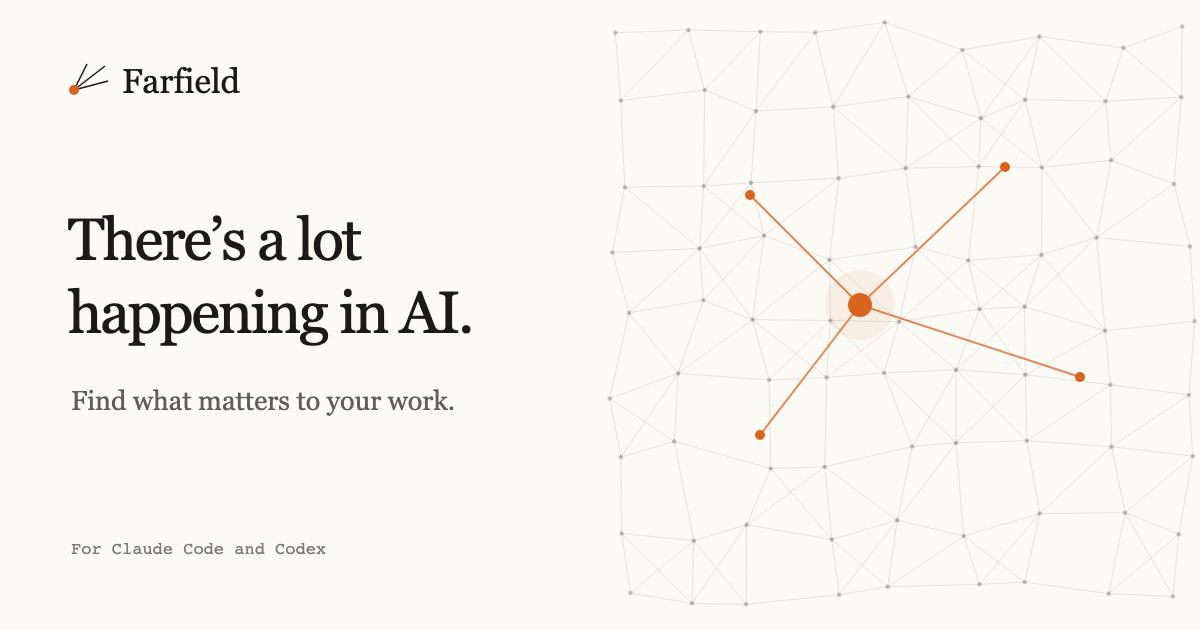 Farfield
There’s a lot
happening in AI.
Find what matters to your work.
For Claude Code and Codex